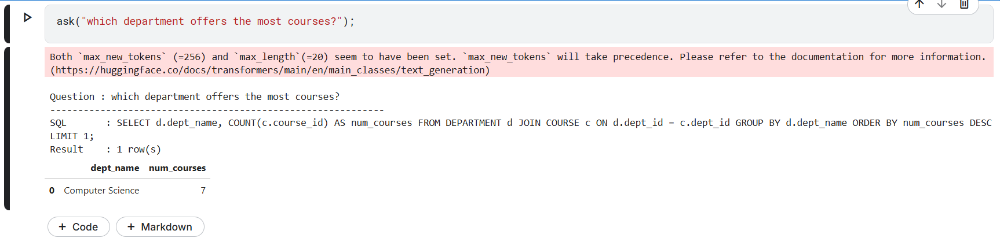 ask("which department offers the most courses?");
Both `max_new_tokens` (=256) and `max_length`(=20) seem to have been set. `max_new_tokens` will take precedence. Please refer to the documentation for more information.
(https://huggingface.co/docs/transformers/main/en/main_classes/text_generation)
Question : which department offers the most courses?
------------------------------------------------------------
SQL       : SELECT d.dept_name, COUNT(c.course_id) AS num_courses FROM DEPARTMENT d JOIN COURSE c ON d.dept_id = c.dept_id GROUP BY d.dept_name ORDER BY num_courses DESC
LIMIT 1;
Result    : 1 row(s)
dept_name num_courses
0 Computer Science 7
+ Code + Markdown